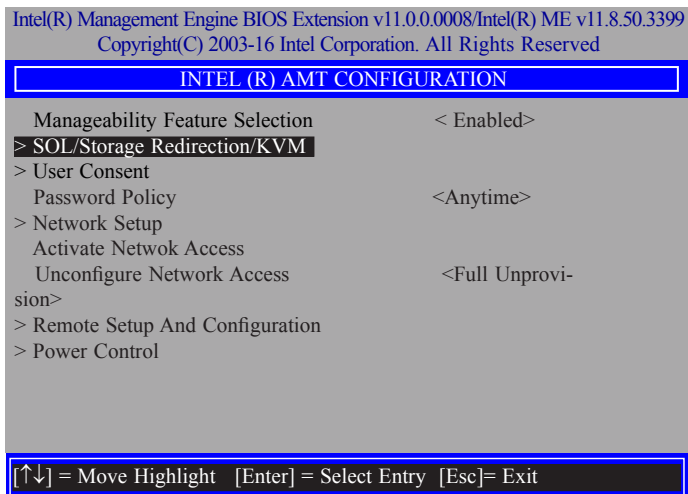 Intel(R) Management Engine BIOS Extension v11.0.0.0008/Intel(R) ME v11.8.50.3399
Copyright(C) 2003-16 Intel Corporation. All Rights Reserved
INTEL (R) AMT CONFIGURATION
Manageability Feature Selection < Enabled>
> SOL/Storage Redirection/KVM
> User Consent
Password Policy <Anytime>
> Network Setup
Activate Netwok Access
Unconfigure Network Access <Full Unprovi-
sion>
> Remote Setup And Configuration
> Power Control
[↑↓] = Move Highlight [Enter] = Select Entry [Esc]= Exit